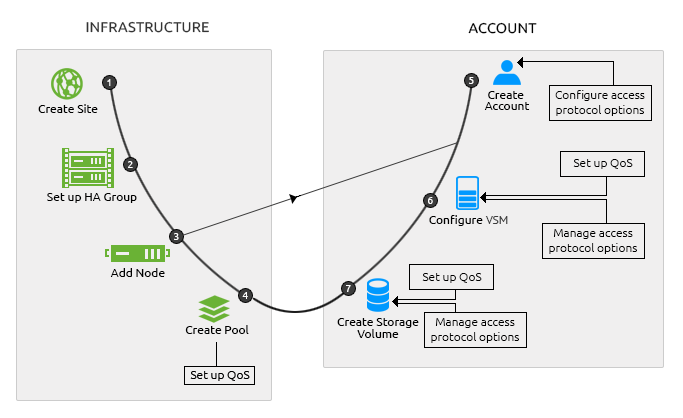 INFRASTRUCTURE
1
Create Site
2
Set up HA Group
3
Add Node
4
Create Pool
Set up QoS
ACCOUNT
5
Create
Account
Configure access
protocol options
6
Configure VSM
Set up QoS
Manage access
protocol options
7
Create Storage
Volume
Set up QoS
Manage access
protocol options